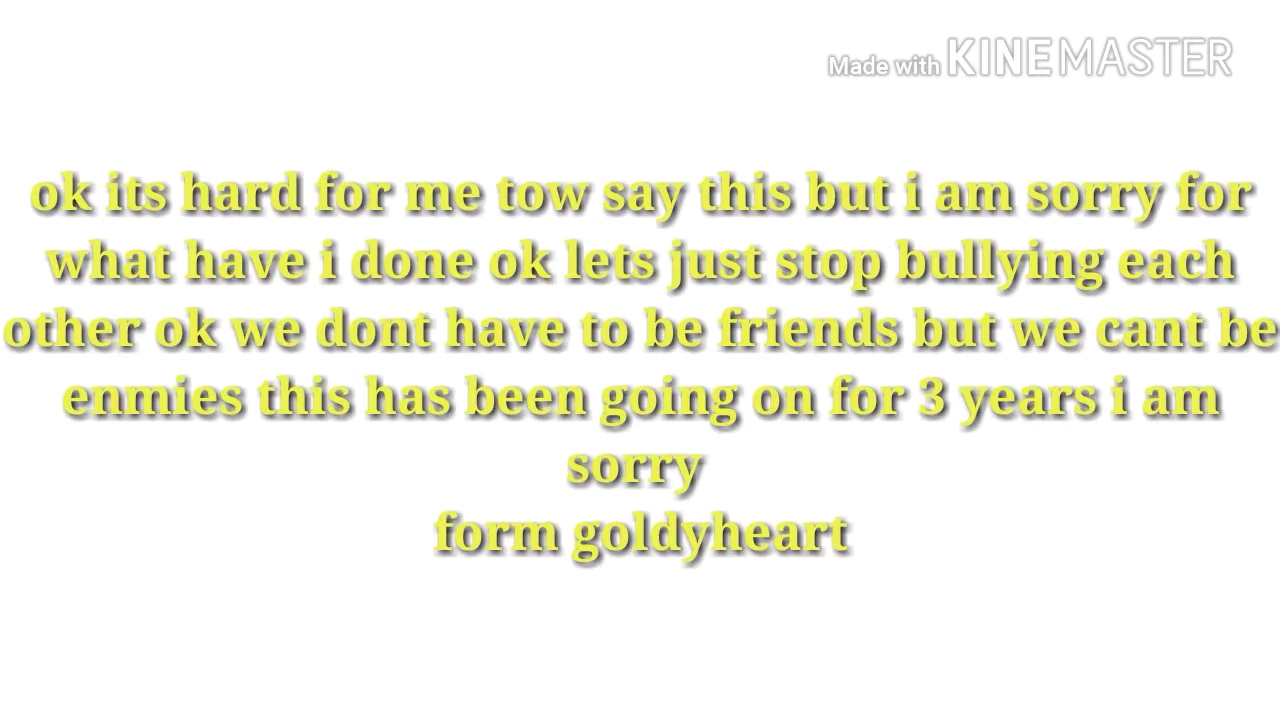 Made with KINEMASTER
ok its hard for me tow say this but i am sorry for
what have i done ok lets just stop bullying each
other ok we dont have to be friends but we cant be
enmies this has been going on for 3 years i am
sorry
form goldyheart